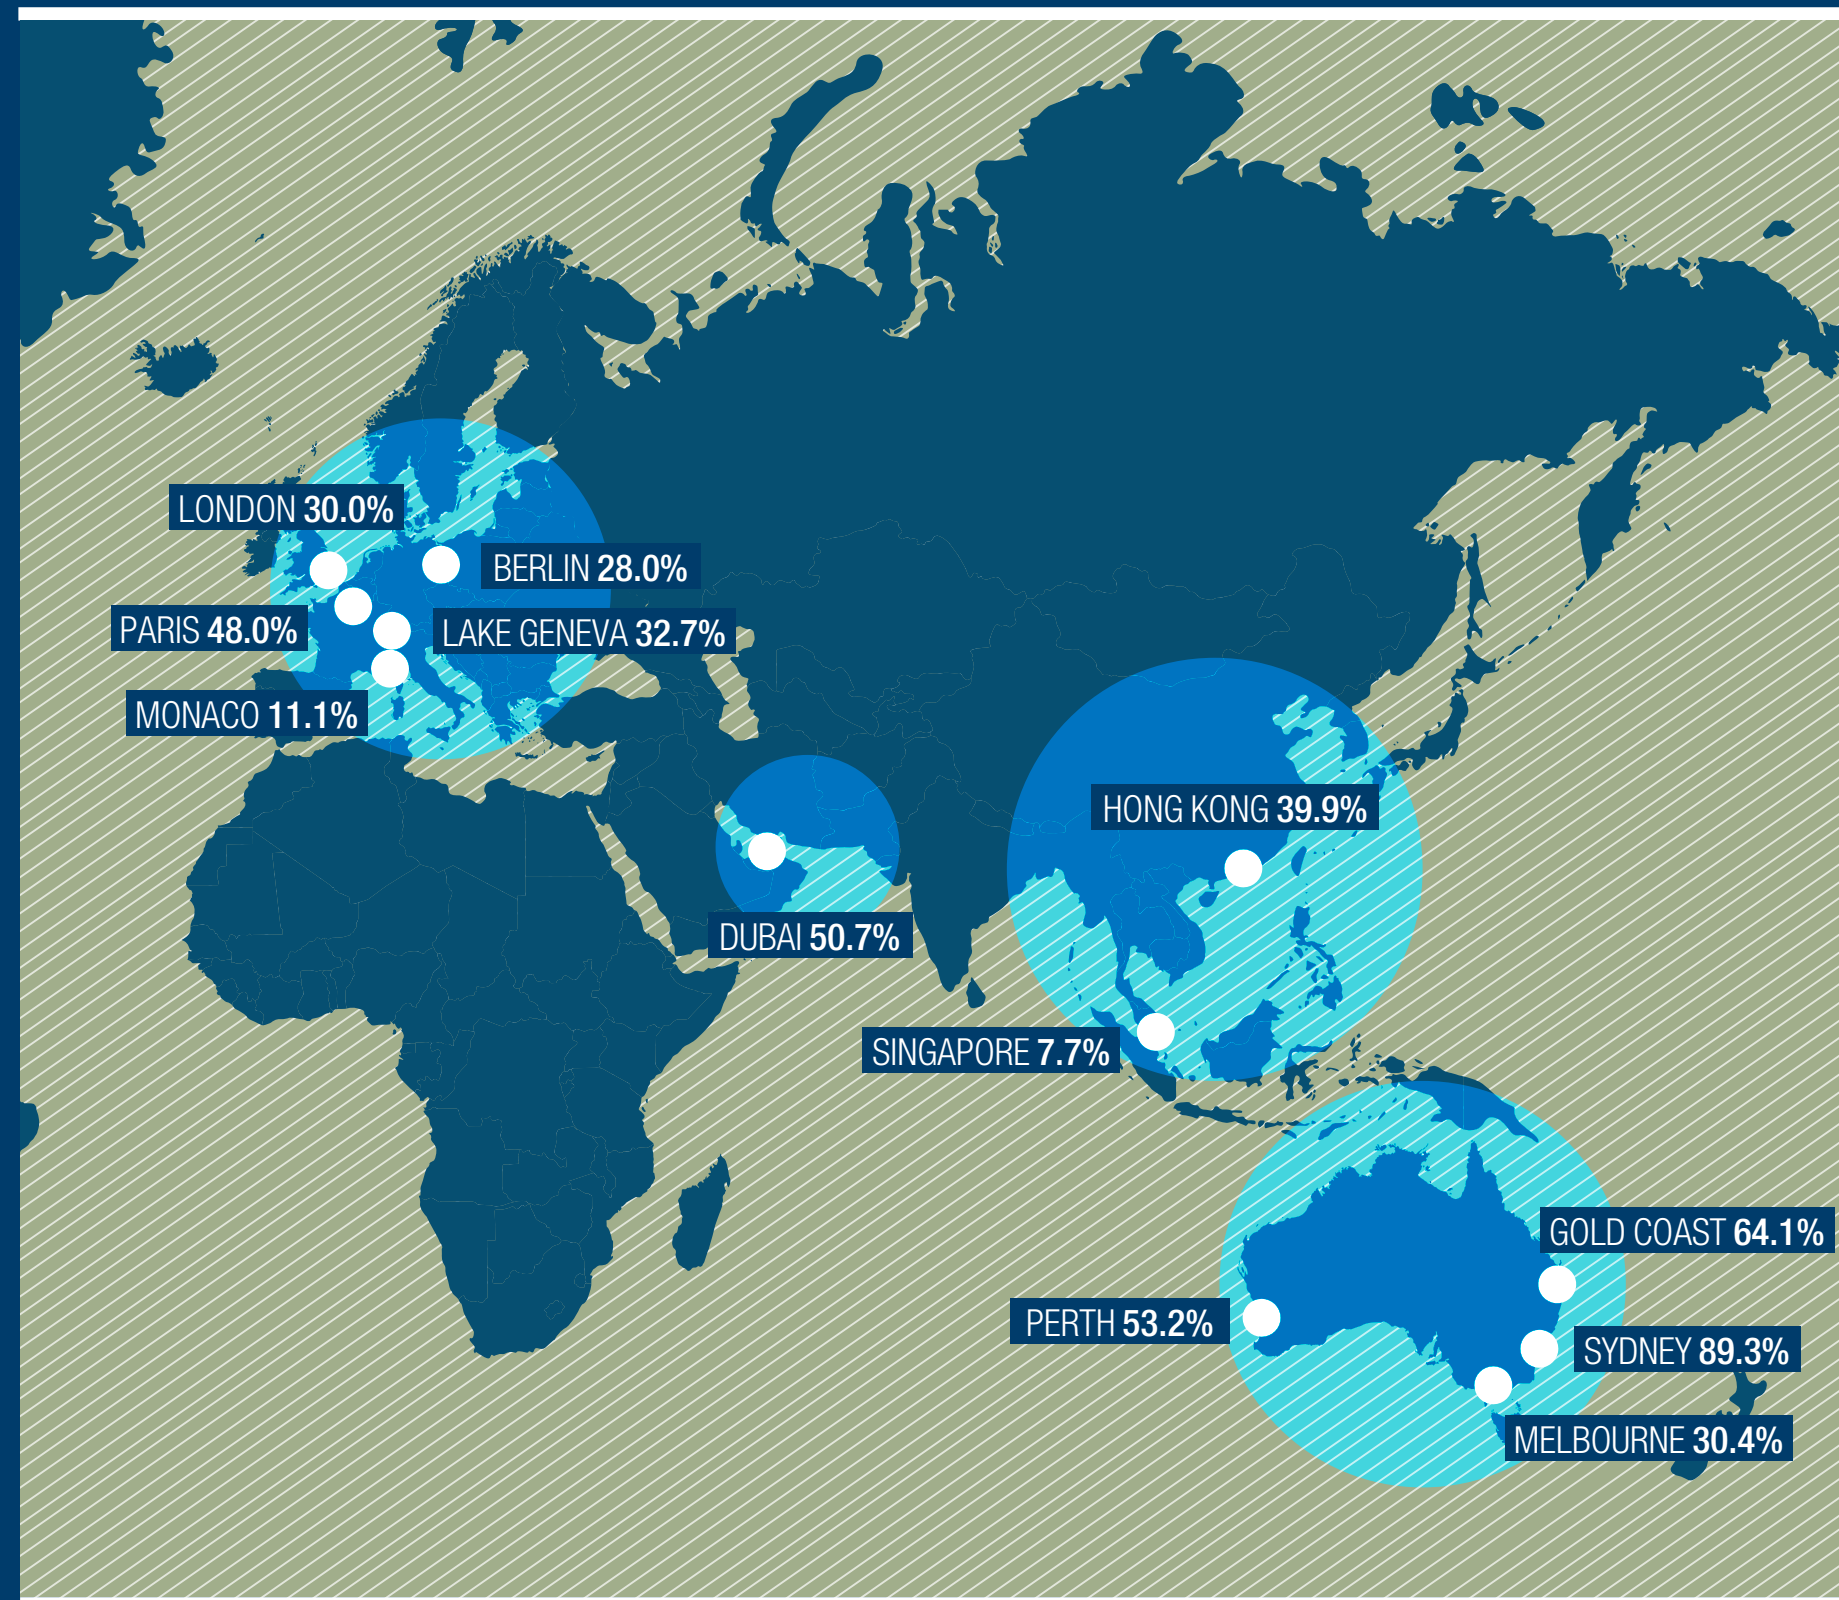 LONDON 30.0%
BERLIN 28.0%
PARIS 48.0%
LAKE GENEVA 32.7%
MONACO 11.1%
HONG KONG 39.9%
DUBAI 50.7%
SINGAPORE 7.7%
GOLD COAST 64.1%
PERTH 53.2%
SYDNEY 89.3%
MELBOURNE 30.4%